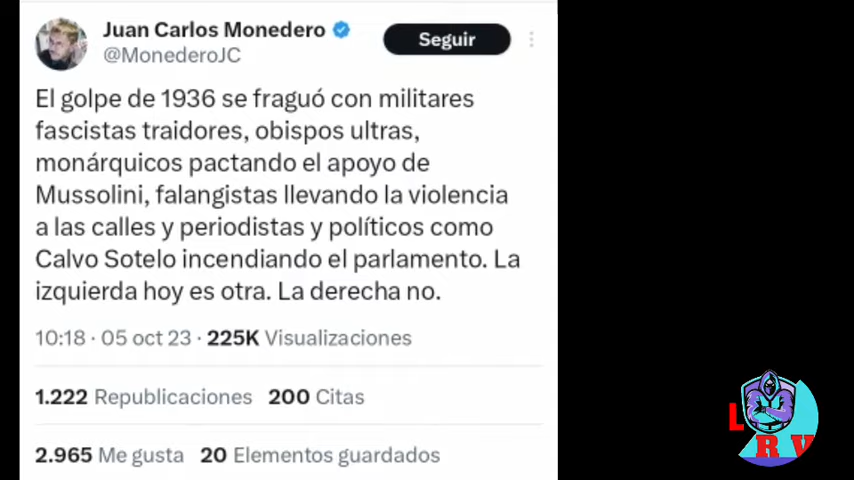 Juan Carlos Monedero
Seguir
@MonederoJC
El golpe de 1936 se fraguó con militares
fascistas traidores, obispos ultras,
monárquicos pactando el apoyo de
Mussolini, falangistas llevando la violencia
a las calles y periodistas y políticos como
Calvo Sotelo incendiando el parlamento. La
izquierda hoy es otra. La derecha no.
10:18 · 05 oct 23 · 225K Visualizaciones
1.222 Republicaciones 200 Citas
2.965 Me gusta 20 Elementos guardados
L
R V